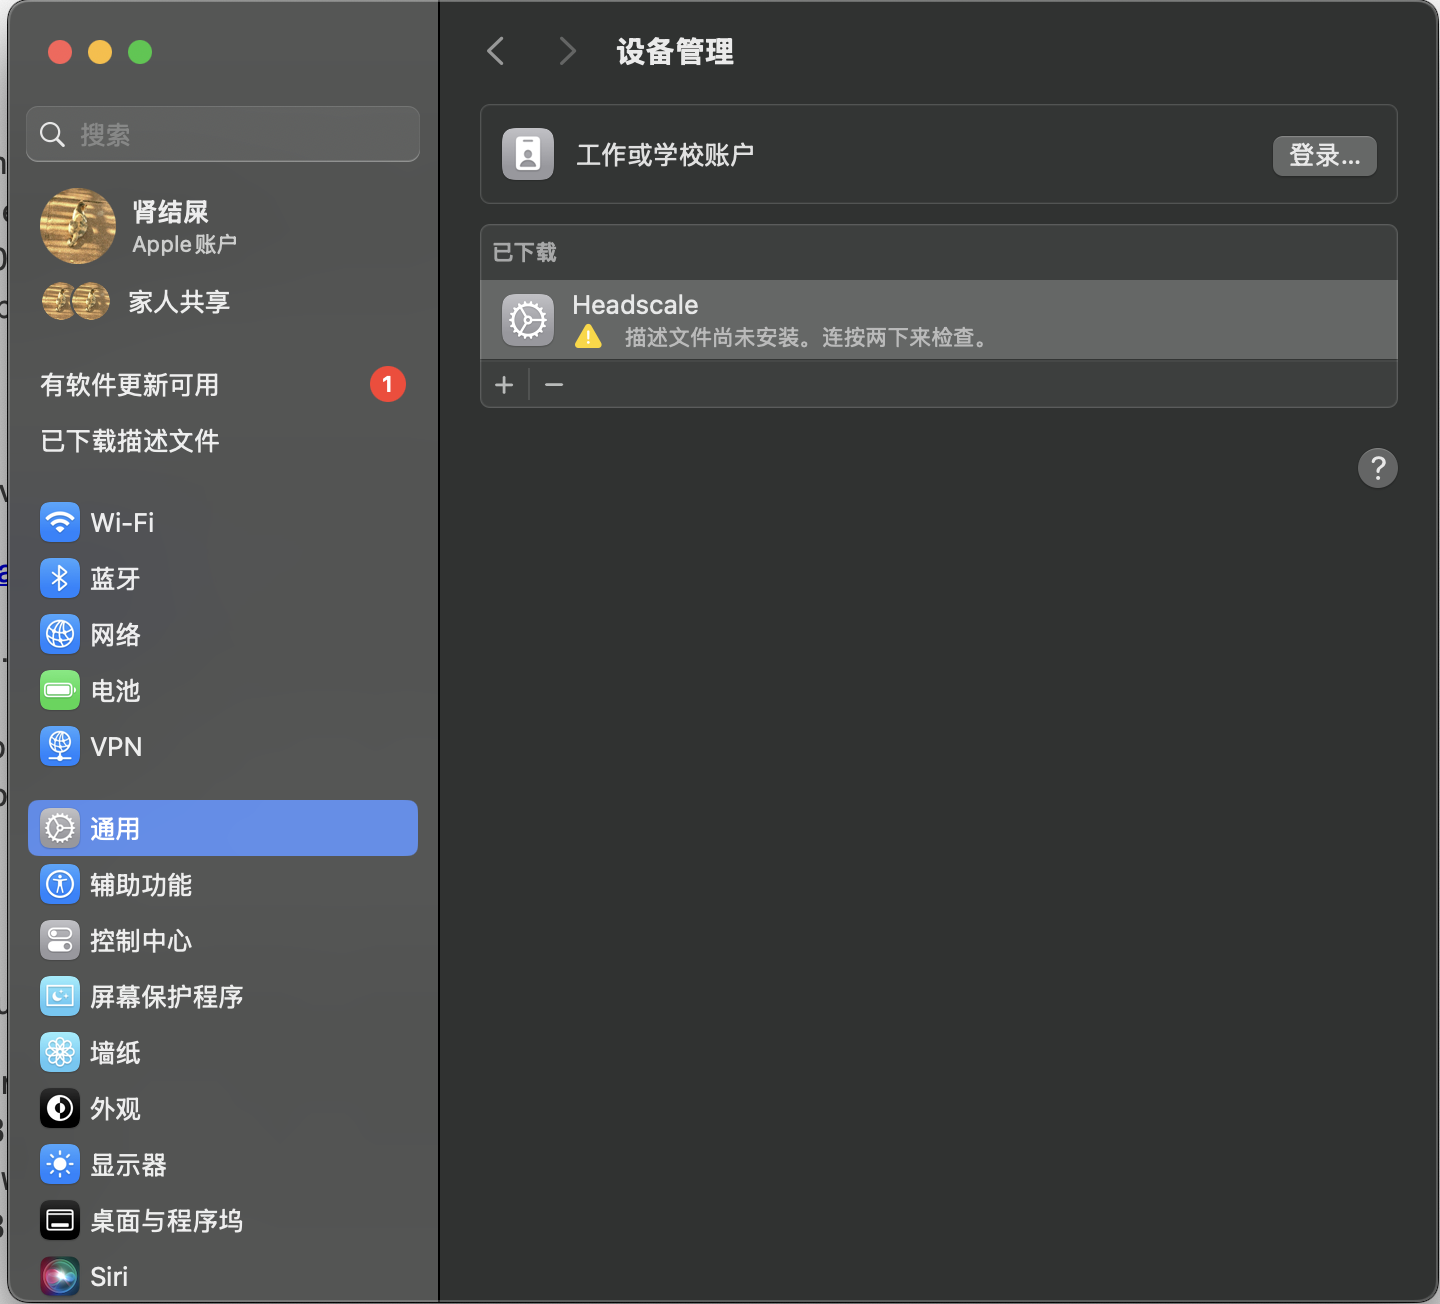 设备管理
搜索
肾结屎
Apple账户
家人共享
有软件更新可用
1
已下载描述文件
Wi-Fi
蓝牙
网络
电池
VPN
通用
辅助功能
控制中心
屏幕保护程序
墙纸
外观
显示器
桌面与程序坞
Siri
工作或学校账户
登录...
已下载
Headscale
描述文件尚未安装。连按两下来检查。
?